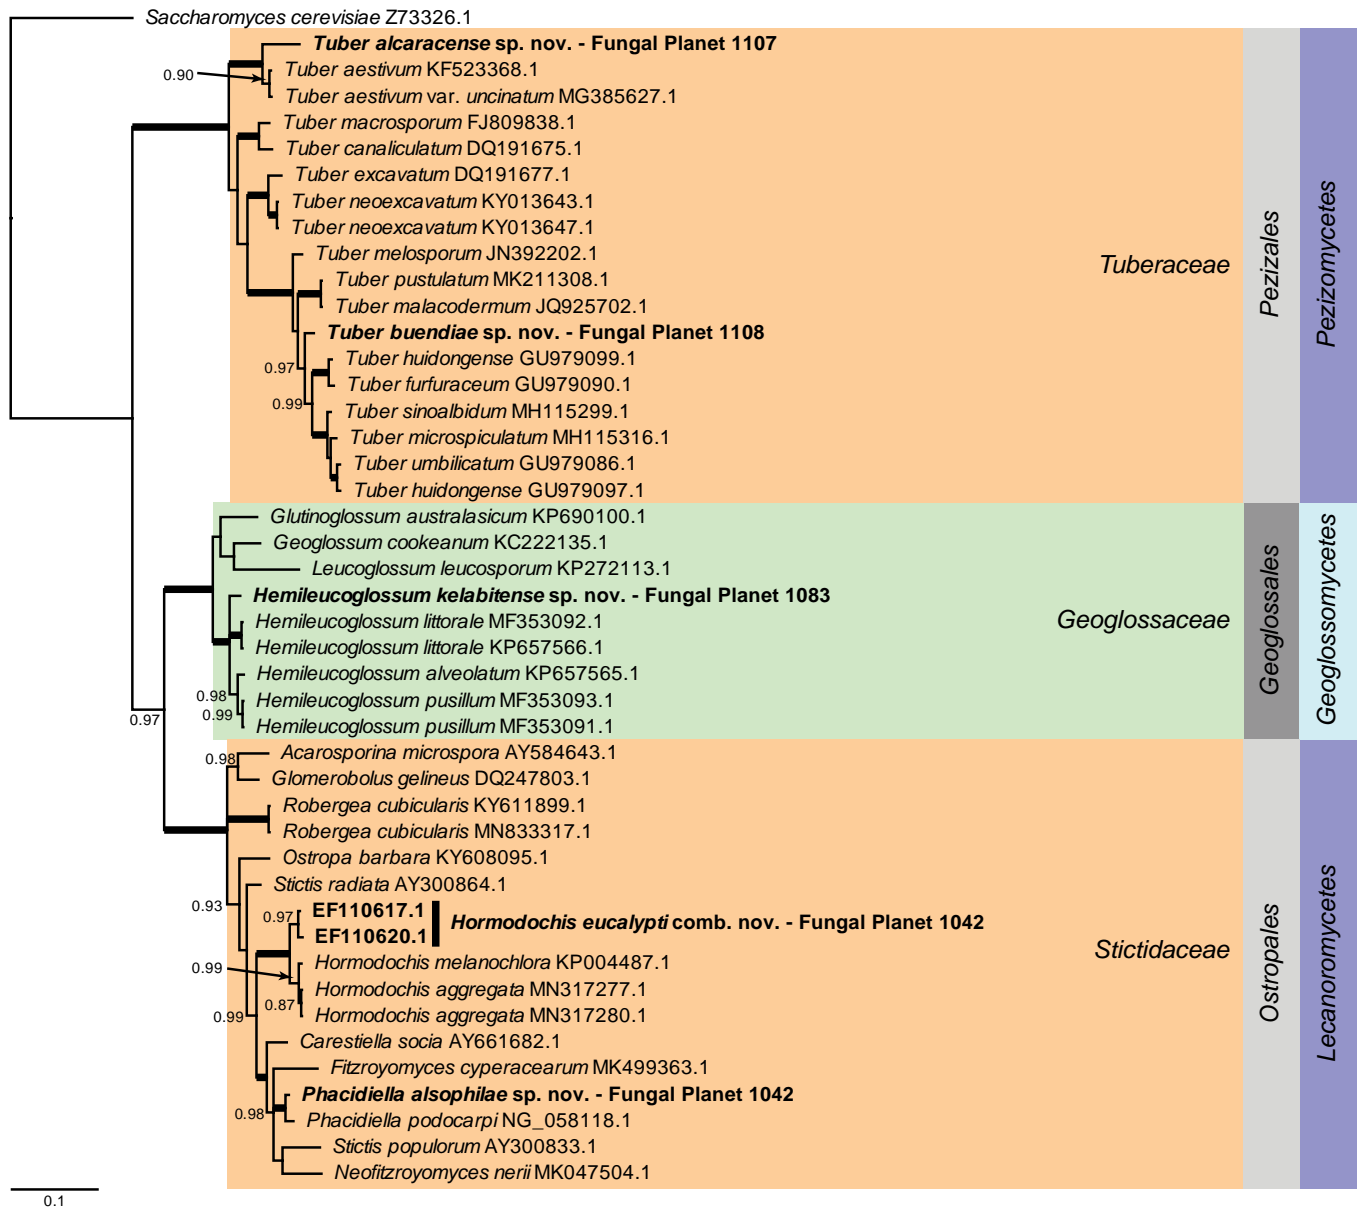 Saccharomyces cerevisiae Z73326.1
Tuber alcaracense sp. nov. - Fungal Planet 1107
0.90
Tuber aestivum KF523368.1
Tuber aestivum var. uncinatum MG385627.1
Tuber macrosporum FJ809838.1
Tuber canaliculatum DQ191675.1
Tuber excavatum DQ191677.1
Tuber neoexcavatum KY013643.1
Tuber neoexcavatum KY013647.1
Tuber melosporum JN392202.1
Tuber pustulatum MK211308.1
Tuber malacodermum JQ925702.1
Tuber buendiae sp. nov. - Fungal Planet 1108
0.97
Tuber huidongense GU979099.1
Tuber furfuraceum GU979090.1
0.99
Tuber sinoalbidum MH115299.1
Tuber microspiculatum MH115316.1
Tuber umbilicatum GU979086.1
Tuber huidongense GU979097.1
Tuberaceae
Pezizales
Pezizomycetes
Glutinoglossum australasicum KP690100.1
Geoglossum cookeanum KC222135.1
Leucoglossum leucosporum KP272113.1
Hemileucoglossum kelabitense sp. nov. - Fungal Planet 1083
Hemileucoglossum littorale MF353092.1
Hemileucoglossum littorale KP657566.1
Hemileucoglossum alveolatum KP657565.1
0.98
Hemileucoglossum pusillum MF353093.1
0.99
Hemileucoglossum pusillum MF353091.1
0.97
Geoglossaceae
Geoglossales
Geoglossomycetes
Acarosporina microspora AY584643.1
0.98
Glomerobolus gelineus DQ247803.1
Robergea cubicularis KY611899.1
Robergea cubicularis MN833317.1
Ostropa barbara KY608095.1
Stictis radiata AY300864.1
0.93
0.97
EF110617.1
EF110620.1
Hormodochis eucalypti comb. nov. - Fungal Planet 1042
0.99
Hormodochis melanochlora KP004487.1
Hormodochis aggregata MN317277.1
0.87
Hormodochis aggregata MN317280.1
0.99
Carestiella socia AY661682.1
Fitzroyomyces cyperacearum MK499363.1
Phacidiella alsophilae sp. nov. - Fungal Planet 1042
0.98
Phacidiella podocarpi NG_058118.1
Stictis populorum AY300833.1
Neofitzroyomyces nerii MK047504.1
Stictidaceae
Ostropales
Lecanoromycetes
0.1